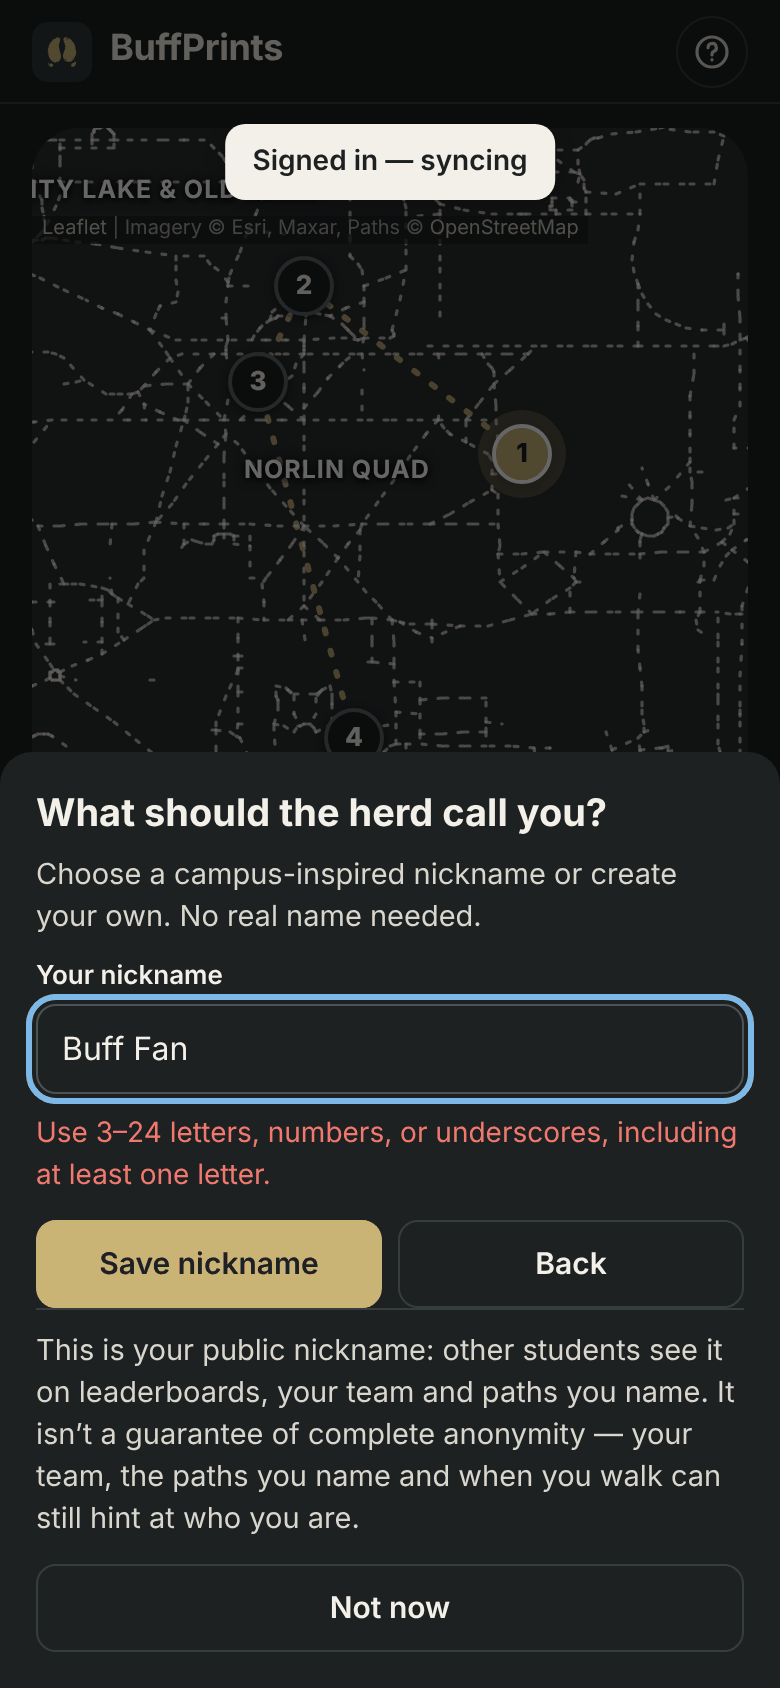 BuffPrints
Signed in — syncing
ITY LAKE & OLD
Leaflet | Imagery © Esri, Maxar, Paths © OpenStreetMap
2
3
1
NORLIN QUAD
4
What should the herd call you?
Choose a campus-inspired nickname or create
your own. No real name needed.
Your nickname
Buff Fan
Use 3–24 letters, numbers, or underscores, including
at least one letter.
Save nickname
Back
This is your public nickname: other students see it
on leaderboards, your team and paths you name. It
isn’t a guarantee of complete anonymity — your
team, the paths you name and when you walk can
still hint at who you are.
Not now